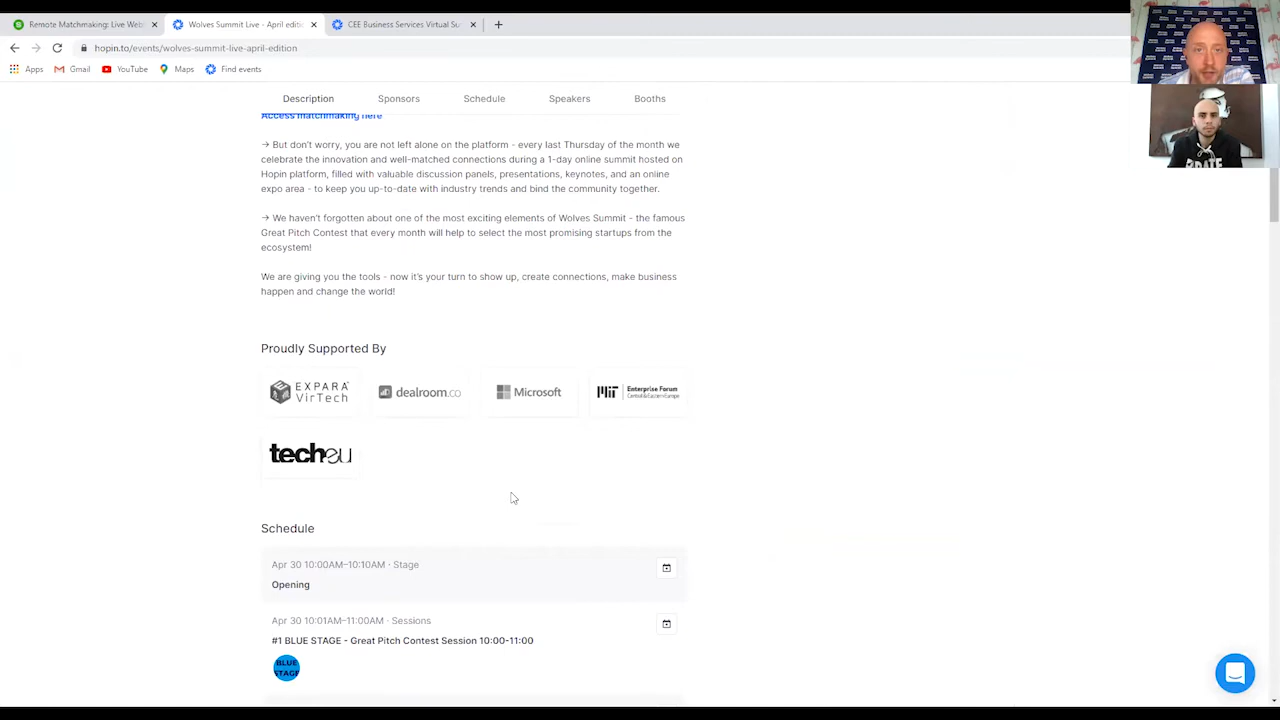 Remote Matchmaking: Live Web
Wolves Summit Live - April editio
CEE Business Services Virtual Su
hopin.to/events/wolves-summit-live-april-edition
Apps
Gmail
YouTube
Maps
Find events
Description
Sponsors
Schedule
Speakers
Booths
Access matchmaking here
→ But don't worry, you are not left alone on the platform - every last Thursday of the month we
celebrate the innovation and well-matched connections during a 1-day online summit hosted on
Hopin platform, filled with valuable discussion panels, presentations, keynotes, and an online
expo area - to keep you up-to-date with industry trends and bind the community together.
→ We haven't forgotten about one of the most exciting elements of Wolves Summit - the famous
Great Pitch Contest that every month will help to select the most promising startups from the
ecosystem!
We are giving you the tools - now it's your turn to show up, create connections, make business
happen and change the world!
Proudly Supported By
EXPARA
VirTech
dealroom.co
Microsoft
MIT Enterprise Forum
Central & Eastern Europe
techeu
Schedule
Apr 30 10:00AM–10:10AM · Stage
Opening
Apr 30 10:01AM–11:00AM · Sessions
#1 BLUE STAGE - Great Pitch Contest Session 10:00-11:00
BLUE
STAGE